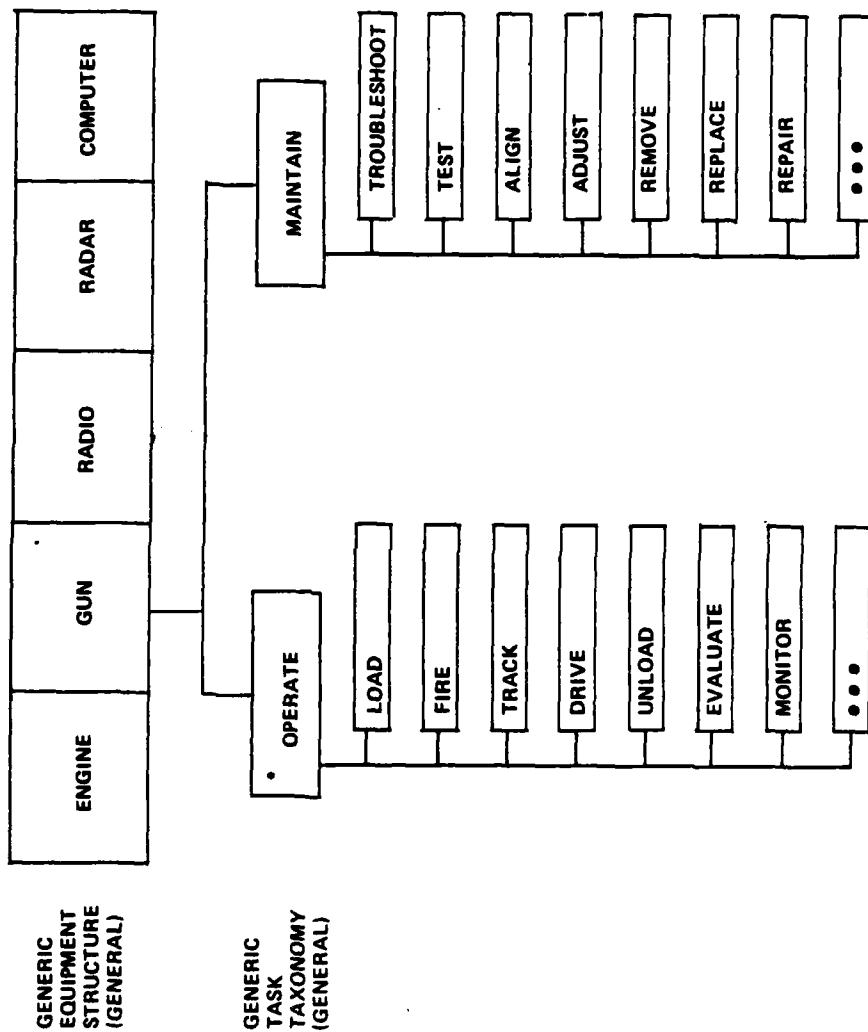 GENERIC
EQUIPMENT
STRUCTURE
(GENERAL)
ENGINE
GUN
RADIO
RADAR
COMPUTER
GENERIC
TASK
TAXONOMY
(GENERAL)
OPERATE
LOAD
FIRE
TRACK
DRIVE
UNLOAD
EVALUATE
MONITOR
•••
MAINTAIN
TROUBLESHOOT
TEST
ALIGN
ADJUST
REMOVE
REPLACE
REPAIR
•••